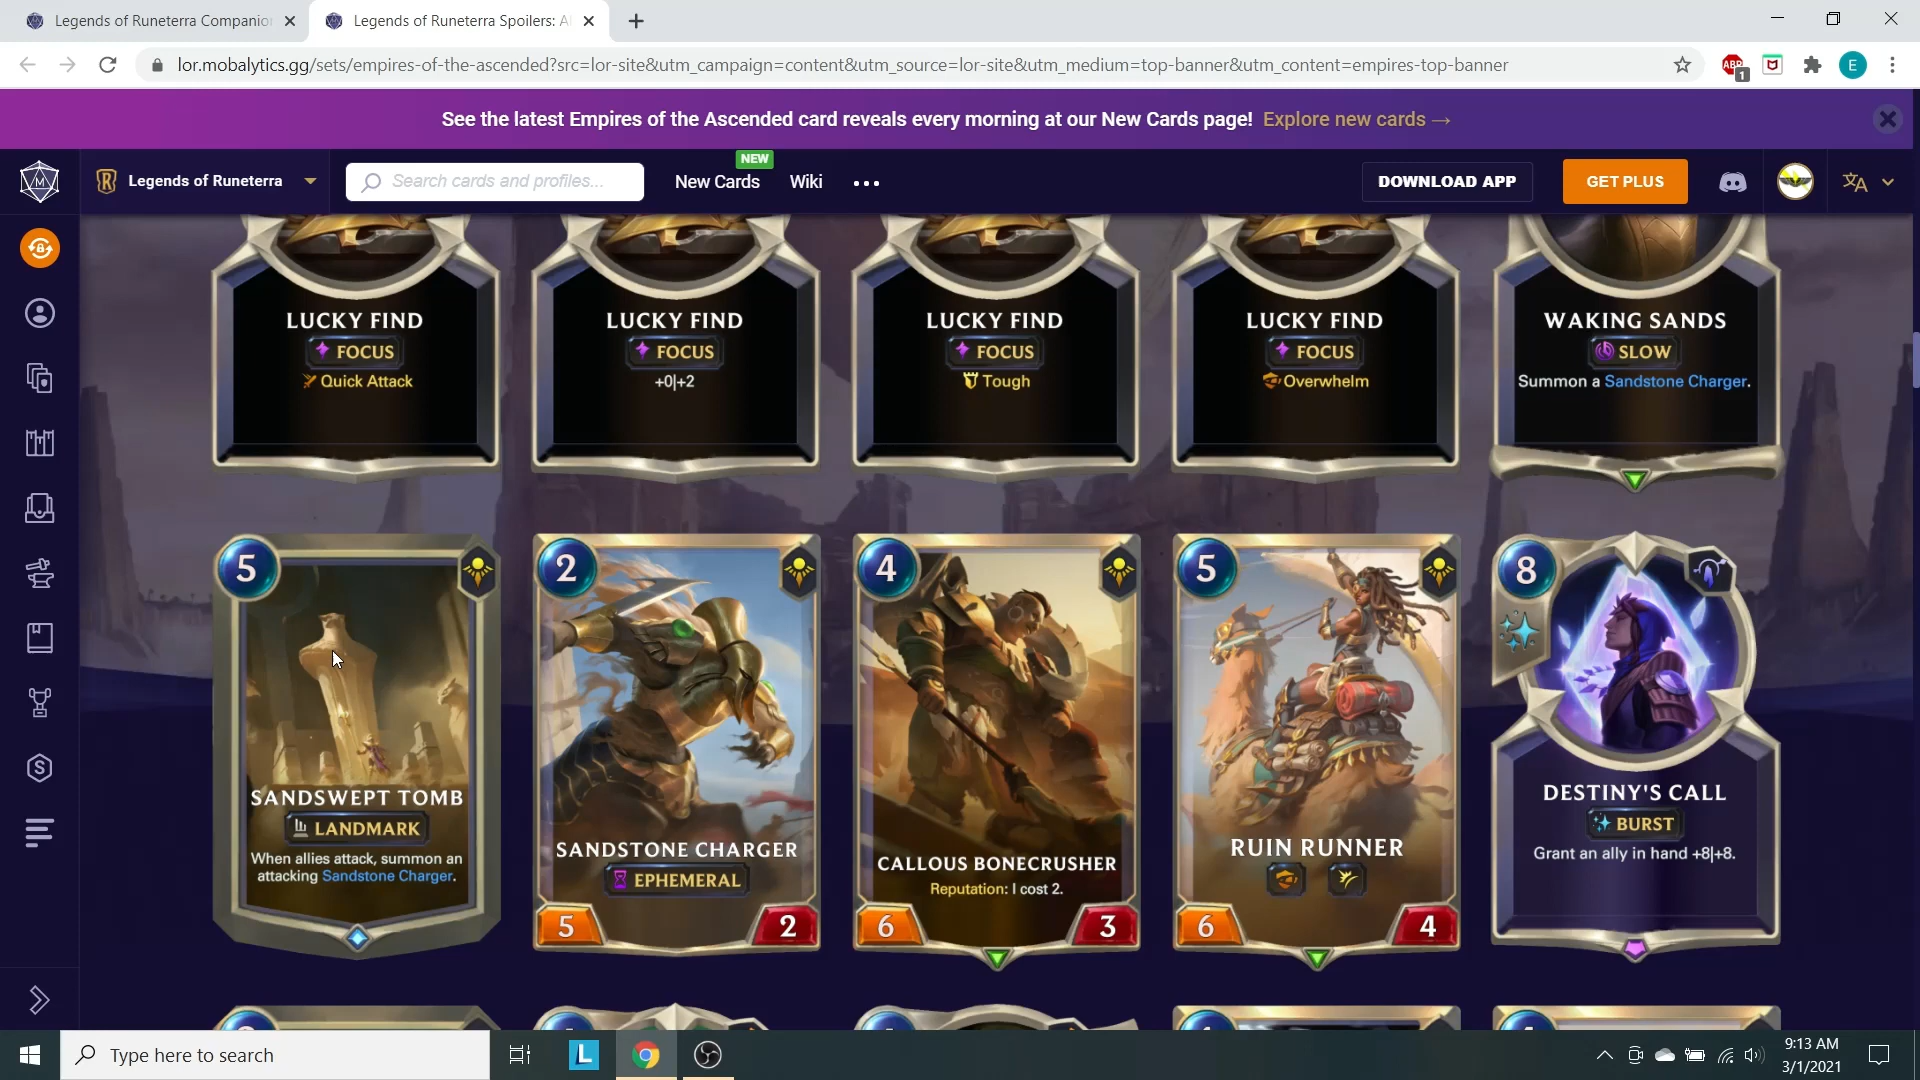 Legends of Runeterra Companion
Legends of Runeterra Spoilers: A
lor.mobalytics.gg/sets/empires-of-the-ascended?src=lor-site&utm_campaign=content&utm_source=lor-site&utm_medium=top-banner&utm_content=empires-top-banner
ABP
1
E
See the latest Empires of the Ascended card reveals every morning at our New Cards page! Explore new cards →
M
R
Legends of Runeterra
Search cards and profiles...
NEW
New Cards
Wiki
DOWNLOAD APP
GET PLUS
LUCKY FIND
FOCUS
Quick Attack
LUCKY FIND
FOCUS
+0|+2
LUCKY FIND
FOCUS
Tough
LUCKY FIND
FOCUS
Overwhelm
WAKING SANDS
SLOW
Summon a Sandstone Charger.
5
SANDSWEPT TOMB
LANDMARK
When allies attack, summon an
attacking Sandstone Charger.
2
SANDSTONE CHARGER
EPHEMERAL
5
2
4
CALLOUS BONECRUSHER
Reputation: I cost 2.
6
3
5
RUIN RUNNER
6
4
8
DESTINY'S CALL
BURST
Grant an ally in hand +8|+8.
Type here to search
L
9:13 AM
3/1/2021